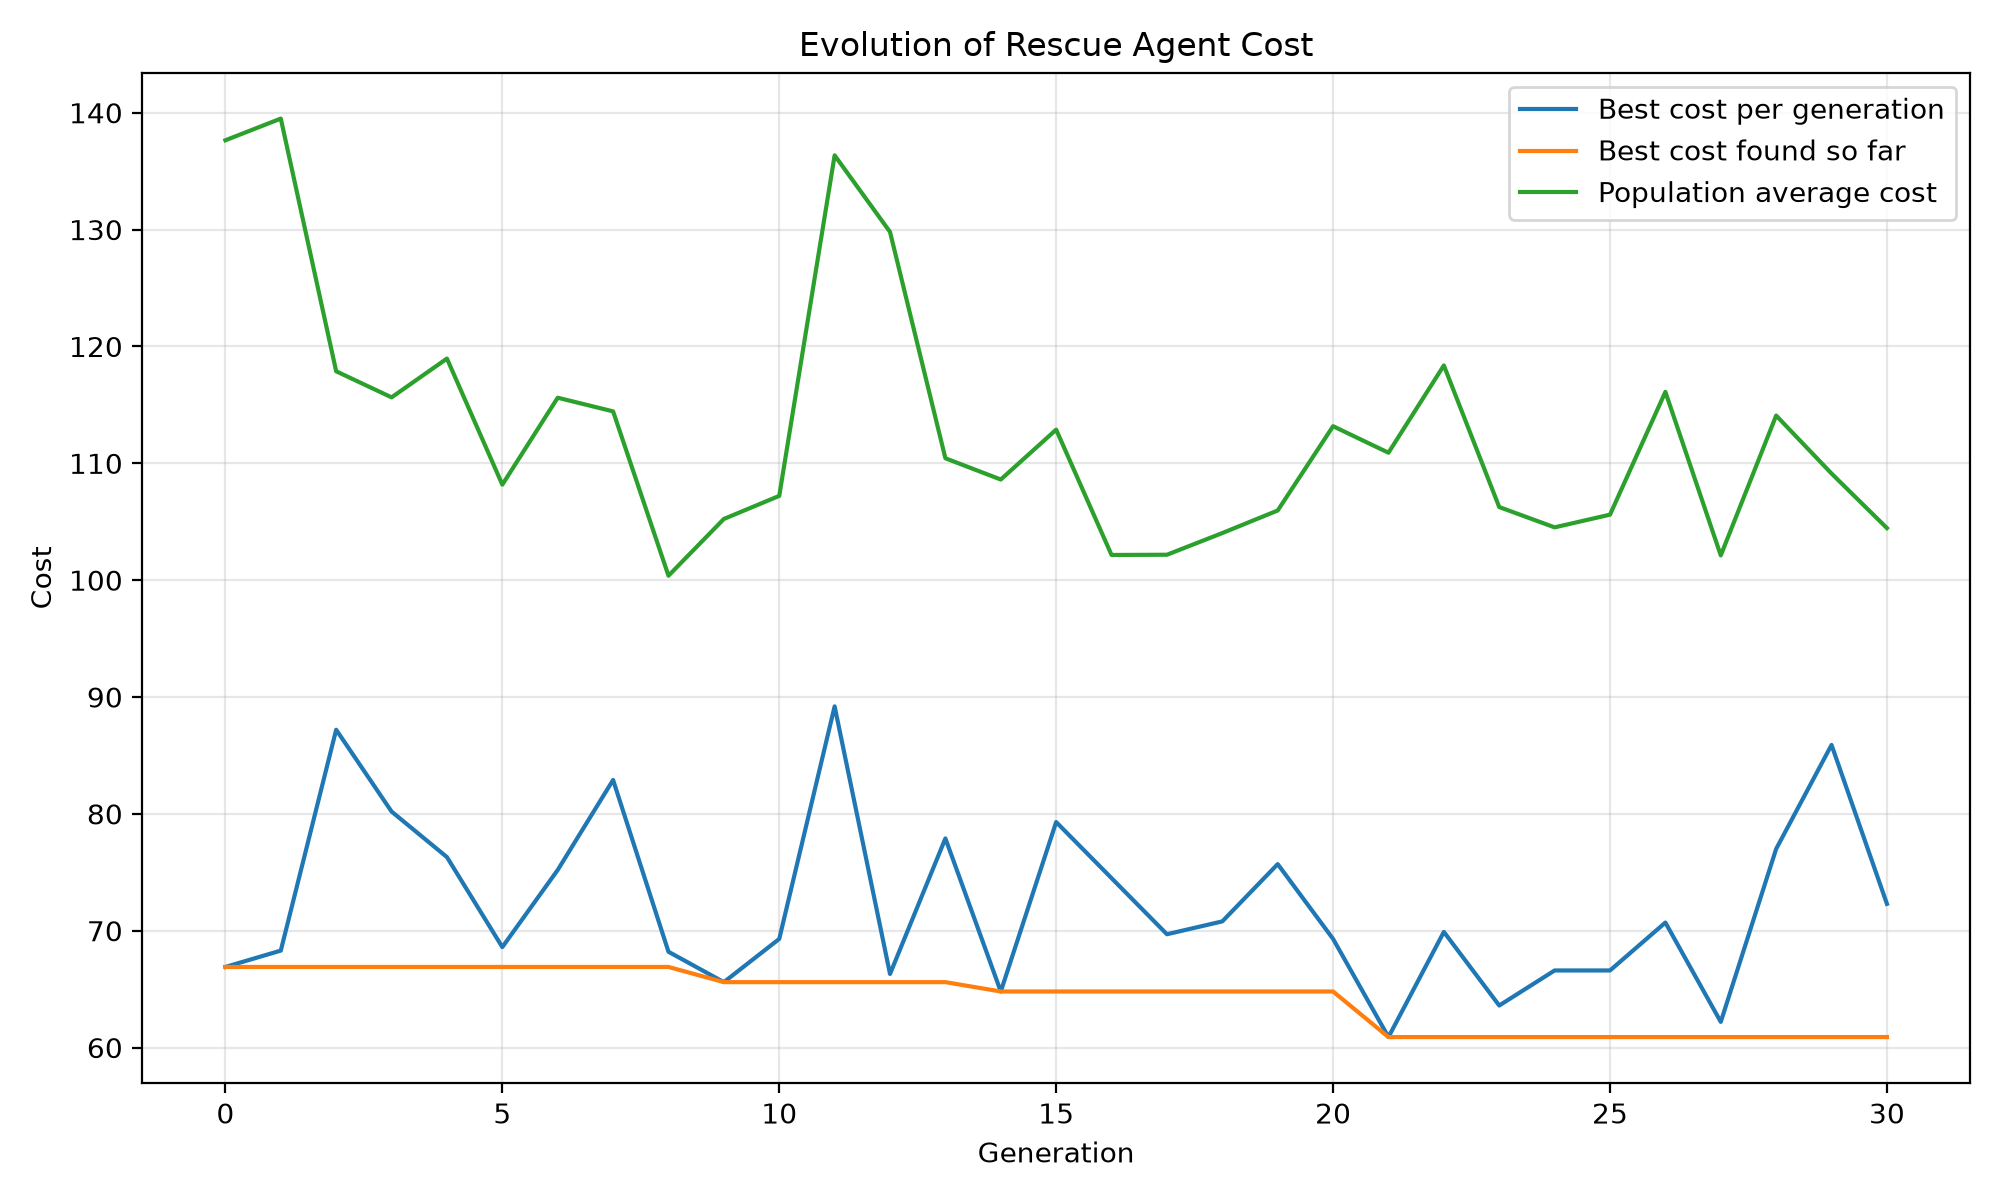 Evolution of Rescue Agent Cost
Best cost per generation
Best cost found so far
Population average cost
140
130
120
110
100
90
80
70
60
Cost
0 5 10 15 20 25 30
Generation